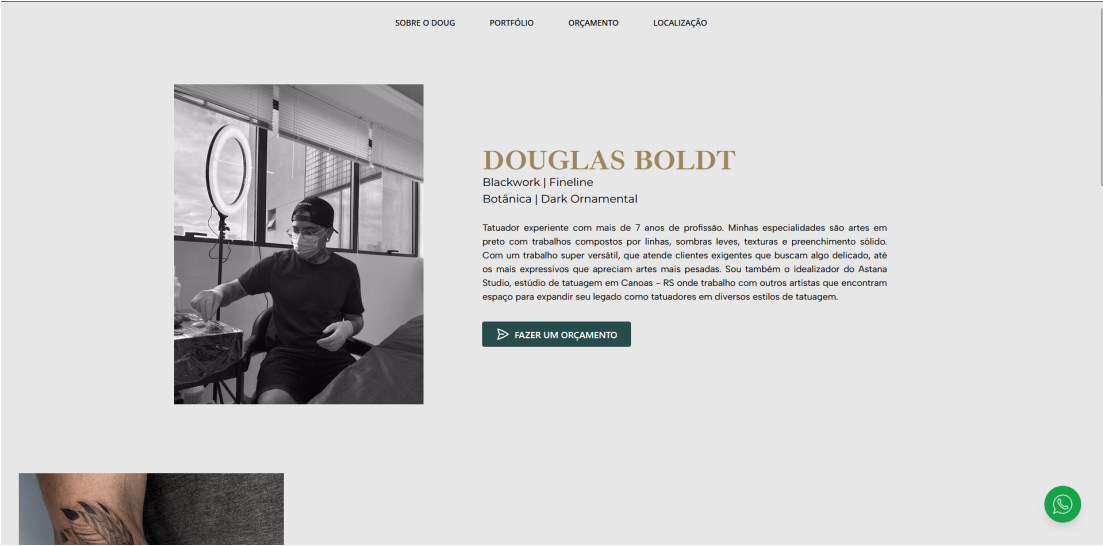 SOBRE O DOUG
PORTFÓLIO
ORÇAMENTO
LOCALIZAÇÃO
DOUGLAS BOLDT
Blackwork | Fineline
Botânica | Dark Ornamental
Tatuador experiente com mais de 7 anos de profissão. Minhas especialidades são artes em
preto com trabalhos compostos por linhas, sombras leves, texturas e preenchimento sólido.
Com um trabalho super versátil, que atende clientes exigentes que buscam algo delicado, até
os mais expressivos que apreciam artes mais pesadas. Sou também o idealizador do Astana
Studio, estúdio de tatuagem em Canoas - RS onde trabalho com outros artistas que encontram
espaço para expandir seu legado como tatuadores em diversos estilos de tatuagem.
FAZER UM ORÇAMENTO